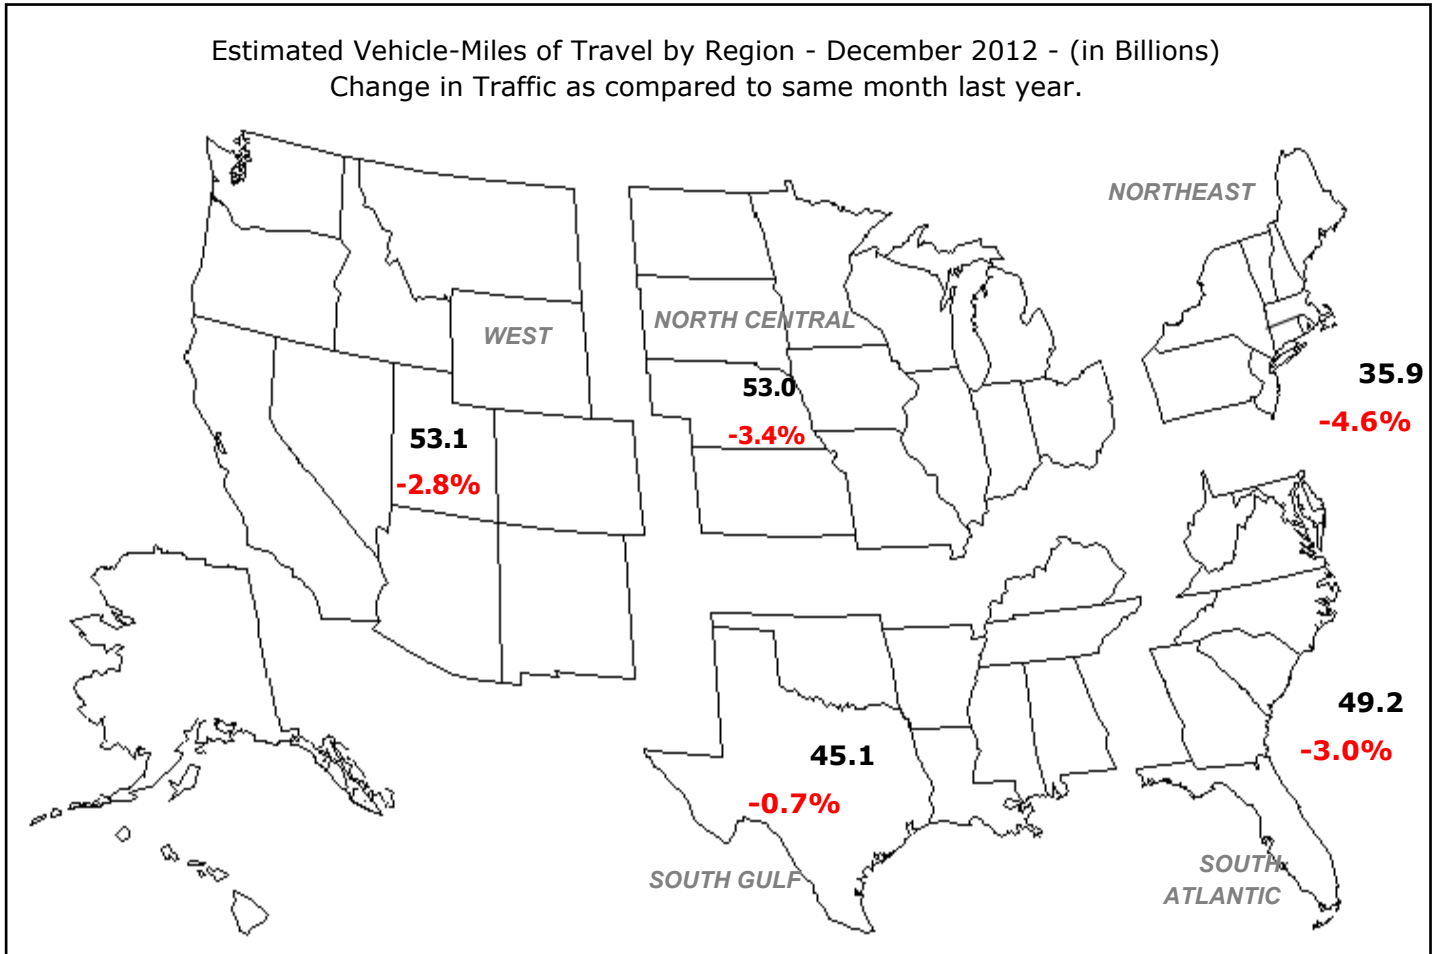 Estimated Vehicle-Miles of Travel by Region - December 2012 - (in Billions)
Change in Traffic as compared to same month last year.
NORTHEAST
WEST
NORTH CENTRAL
35.9
-4.6%
53.0
-3.4%
53.1
-2.8%
49.2
-3.0%
45.1
-0.7%
SOUTH GULF
SOUTH
ATLANTIC